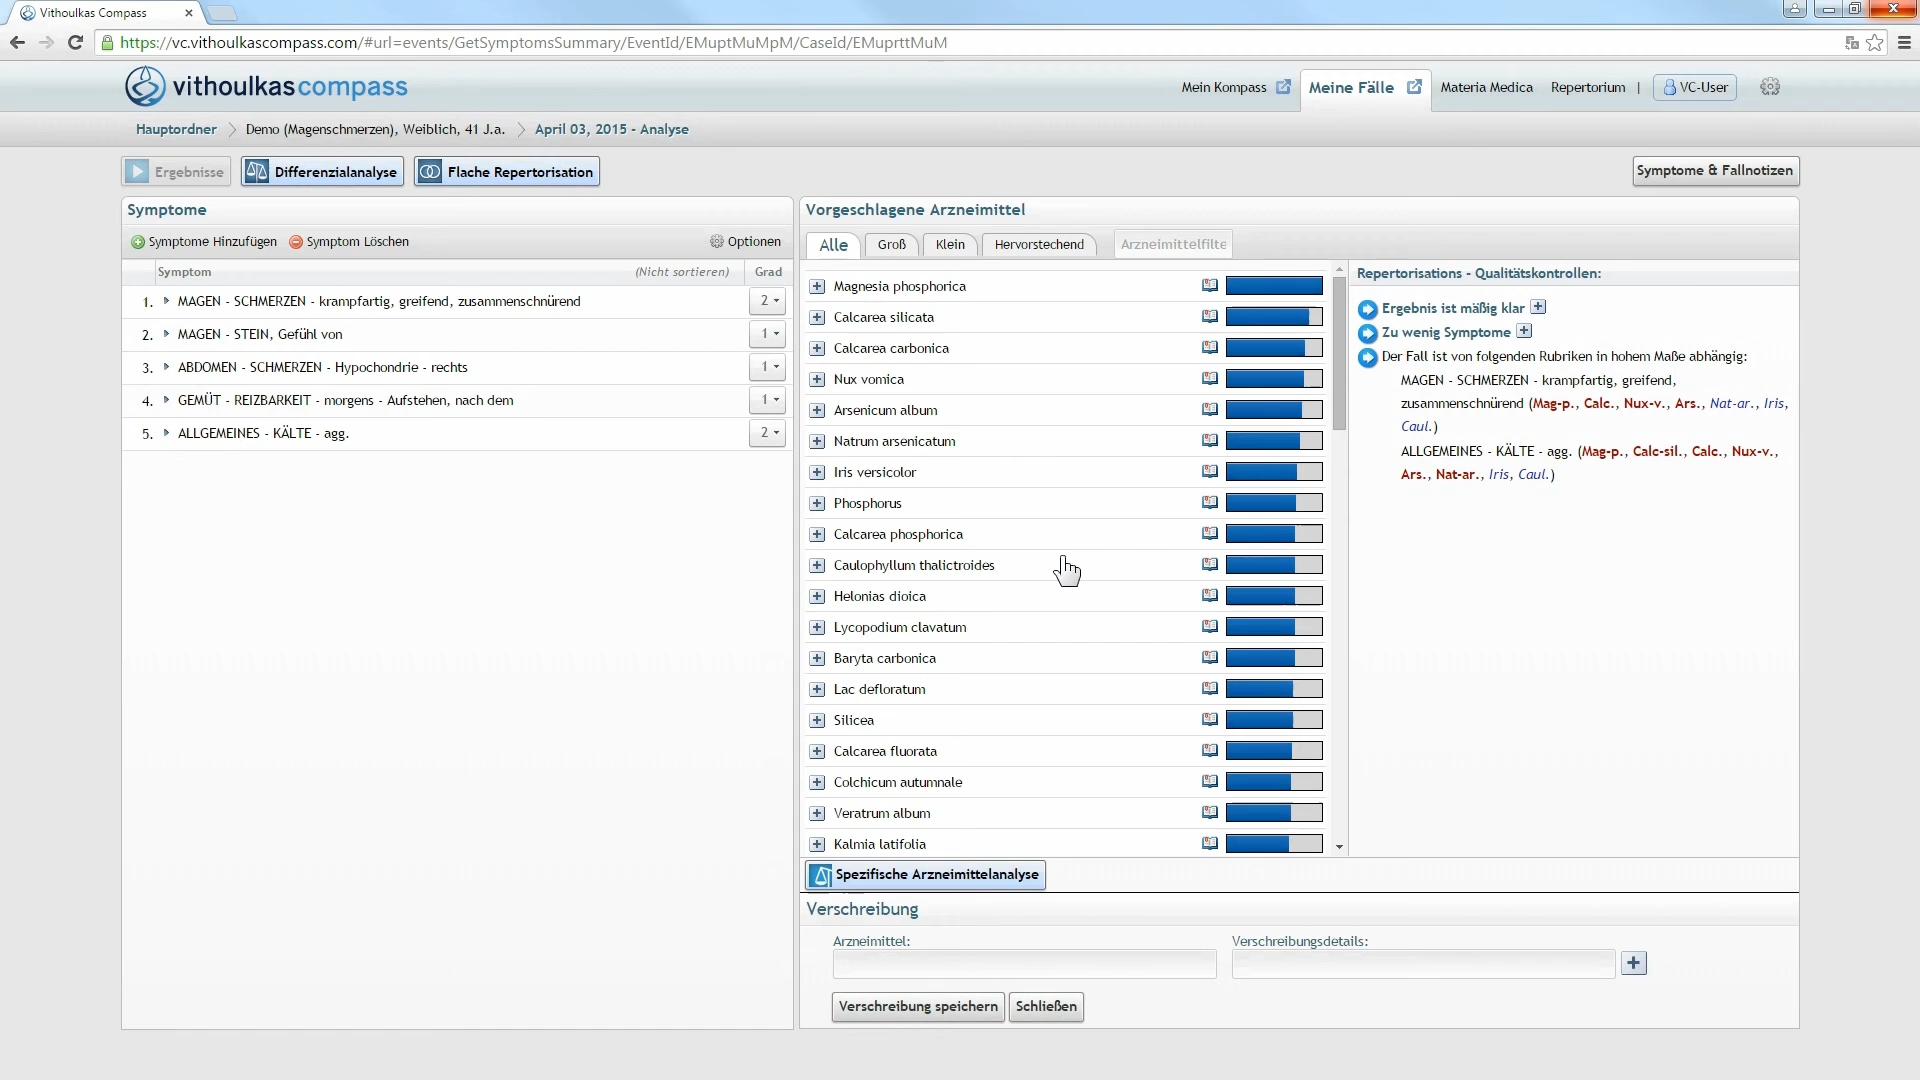 Vithoulkas Compass
https://vc.vithoulkascompass.com/#url=events/GetSymptomsSummary/EventId/EMuptMuMpM/CaseId/EMuprttMuM
vithoulkascompass
Mein Kompass
Meine Fälle
Materia Medica
Repertorium
|
VC-User
Hauptordner
Demo (Magenschmerzen), Weiblich, 41 J.a.
April 03, 2015 - Analyse
Ergebnisse
Differenzialanalyse
Flache Repertorisation
Symptome & Fallnotizen
Symptome
Symptome Hinzufügen
Symptom Löschen
Optionen
Symptom
(Nicht sortieren)
Grad
1. MAGEN - SCHMERZEN - krampfartig, greifend, zusammenschnürend 2
2. MAGEN - STEIN, Gefühl von 1
3. ABDOMEN - SCHMERZEN - Hypochondrie - rechts 1
4. GEMÜT - REIZBARKEIT - morgens - Aufstehen, nach dem 1
5. ALLGEMEINES - KÄLTE - agg. 2
Vorgeschlagene Arzneimittel
Alle
Groß
Klein
Hervorstechend
Arzneimittelfilte
Magnesia phosphorica
Calcarea silicata
Calcarea carbonica
Nux vomica
Arsenicum album
Natrum arsenicatum
Iris versicolor
Phosphorus
Calcarea phosphorica
Caulophyllum thalictroides
Helonias dioica
Lycopodium clavatum
Baryta carbonica
Lac defloratum
Silicea
Calcarea fluorata
Colchicum autumnale
Veratrum album
Kalmia latifolia
Repertorisations - Qualitätskontrollen:
Ergebnis ist mäßig klar
Zu wenig Symptome
Der Fall ist von folgenden Rubriken in hohem Maße abhängig:
MAGEN - SCHMERZEN - krampfartig, greifend,
zusammenschnürend (Mag-p., Calc., Nux-v., Ars., Nat-ar., Iris,
Caul.)
ALLGEMEINES - KÄLTE - agg. (Mag-p., Calc-sil., Calc., Nux-v.,
Ars., Nat-ar., Iris, Caul.)
Spezifische Arzneimittelanalyse
Verschreibung
Arzneimittel:
Verschreibungsdetails:
Verschreibung speichern
Schließen